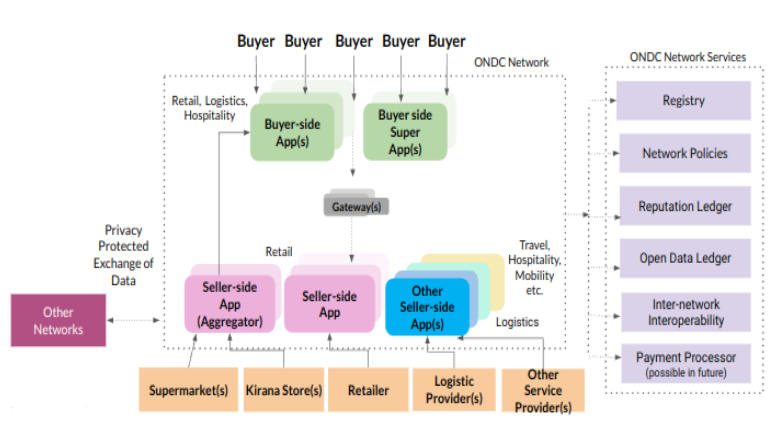 Buyer Buyer Buyer Buyer Buyer
ONDC Network
ONDC Network Services
Retail, Logistics,
Hospitality
Buyer-side
App(s)
Buyer side
Super
App(s)
Gateway(s)
Privacy
Protected
Exchange of
Data
Other
Networks
Retail
Seller-side
App
(Aggregator)
Seller-side
App
Other
Seller-side
App(s)
Travel,
Hospitality,
Mobility
etc.
Logistics
Supermarket(s)
Kirana Store(s)
Retailer
Logistic
Provider(s)
Other
Service
Provider(s)
Registry
Network Policies
Reputation Ledger
Open Data Ledger
Inter-network
Interoperability
Payment Processor
(possible in future)